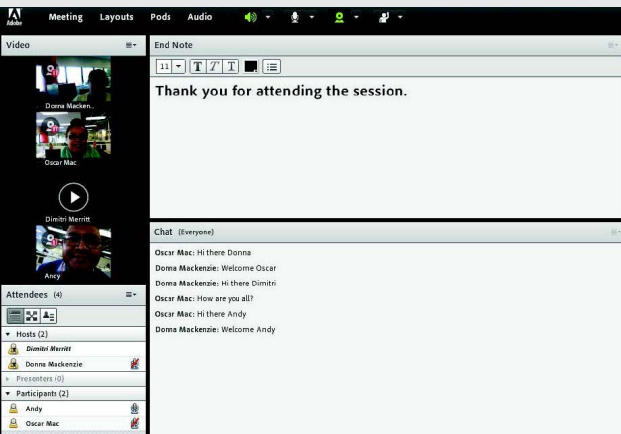 Adobe Meeting Layouts Pods Audio
Video
Donna Macken..
Oscar Mac
Dimitri Merritt
Ancy
Attendees (4)
Hosts (2)
Dimitri Merritt
Donna Mackenzie
Presenters (0)
Participants (2)
Andy
Oscar Mac
End Note
11 T T T
Thank you for attending the session.
Chat (Everyone)
Oscar Mac: Hi there Donna
Donna Mackenzie: Welcome Oscar
Donna Mackenzie: Hi there Dimitri
Oscar Mac: How are you all?
Oscar Mac: Hi there Andy
Donna Mackenzie: Welcome Andy